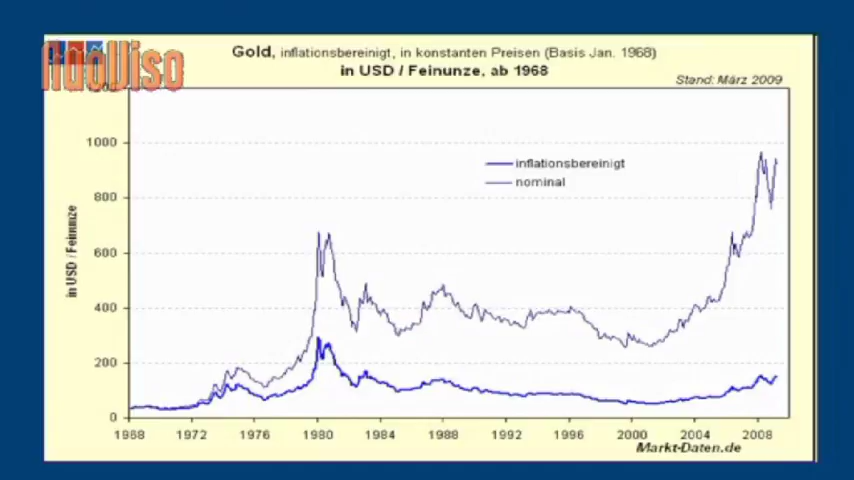 NuoViso
Gold, inflationsbereinigt, in konstanten Preisen (Basis Jan. 1968)
in USD / Feinunze, ab 1968
Stand: März 2009
1000
800
600
400
200
0
in USD / Feinunze
inflationsbereinigt
nominal
1968 1972 1976 1980 1984 1988 1992 1996 2000 2004 2008
Markt-Daten.de